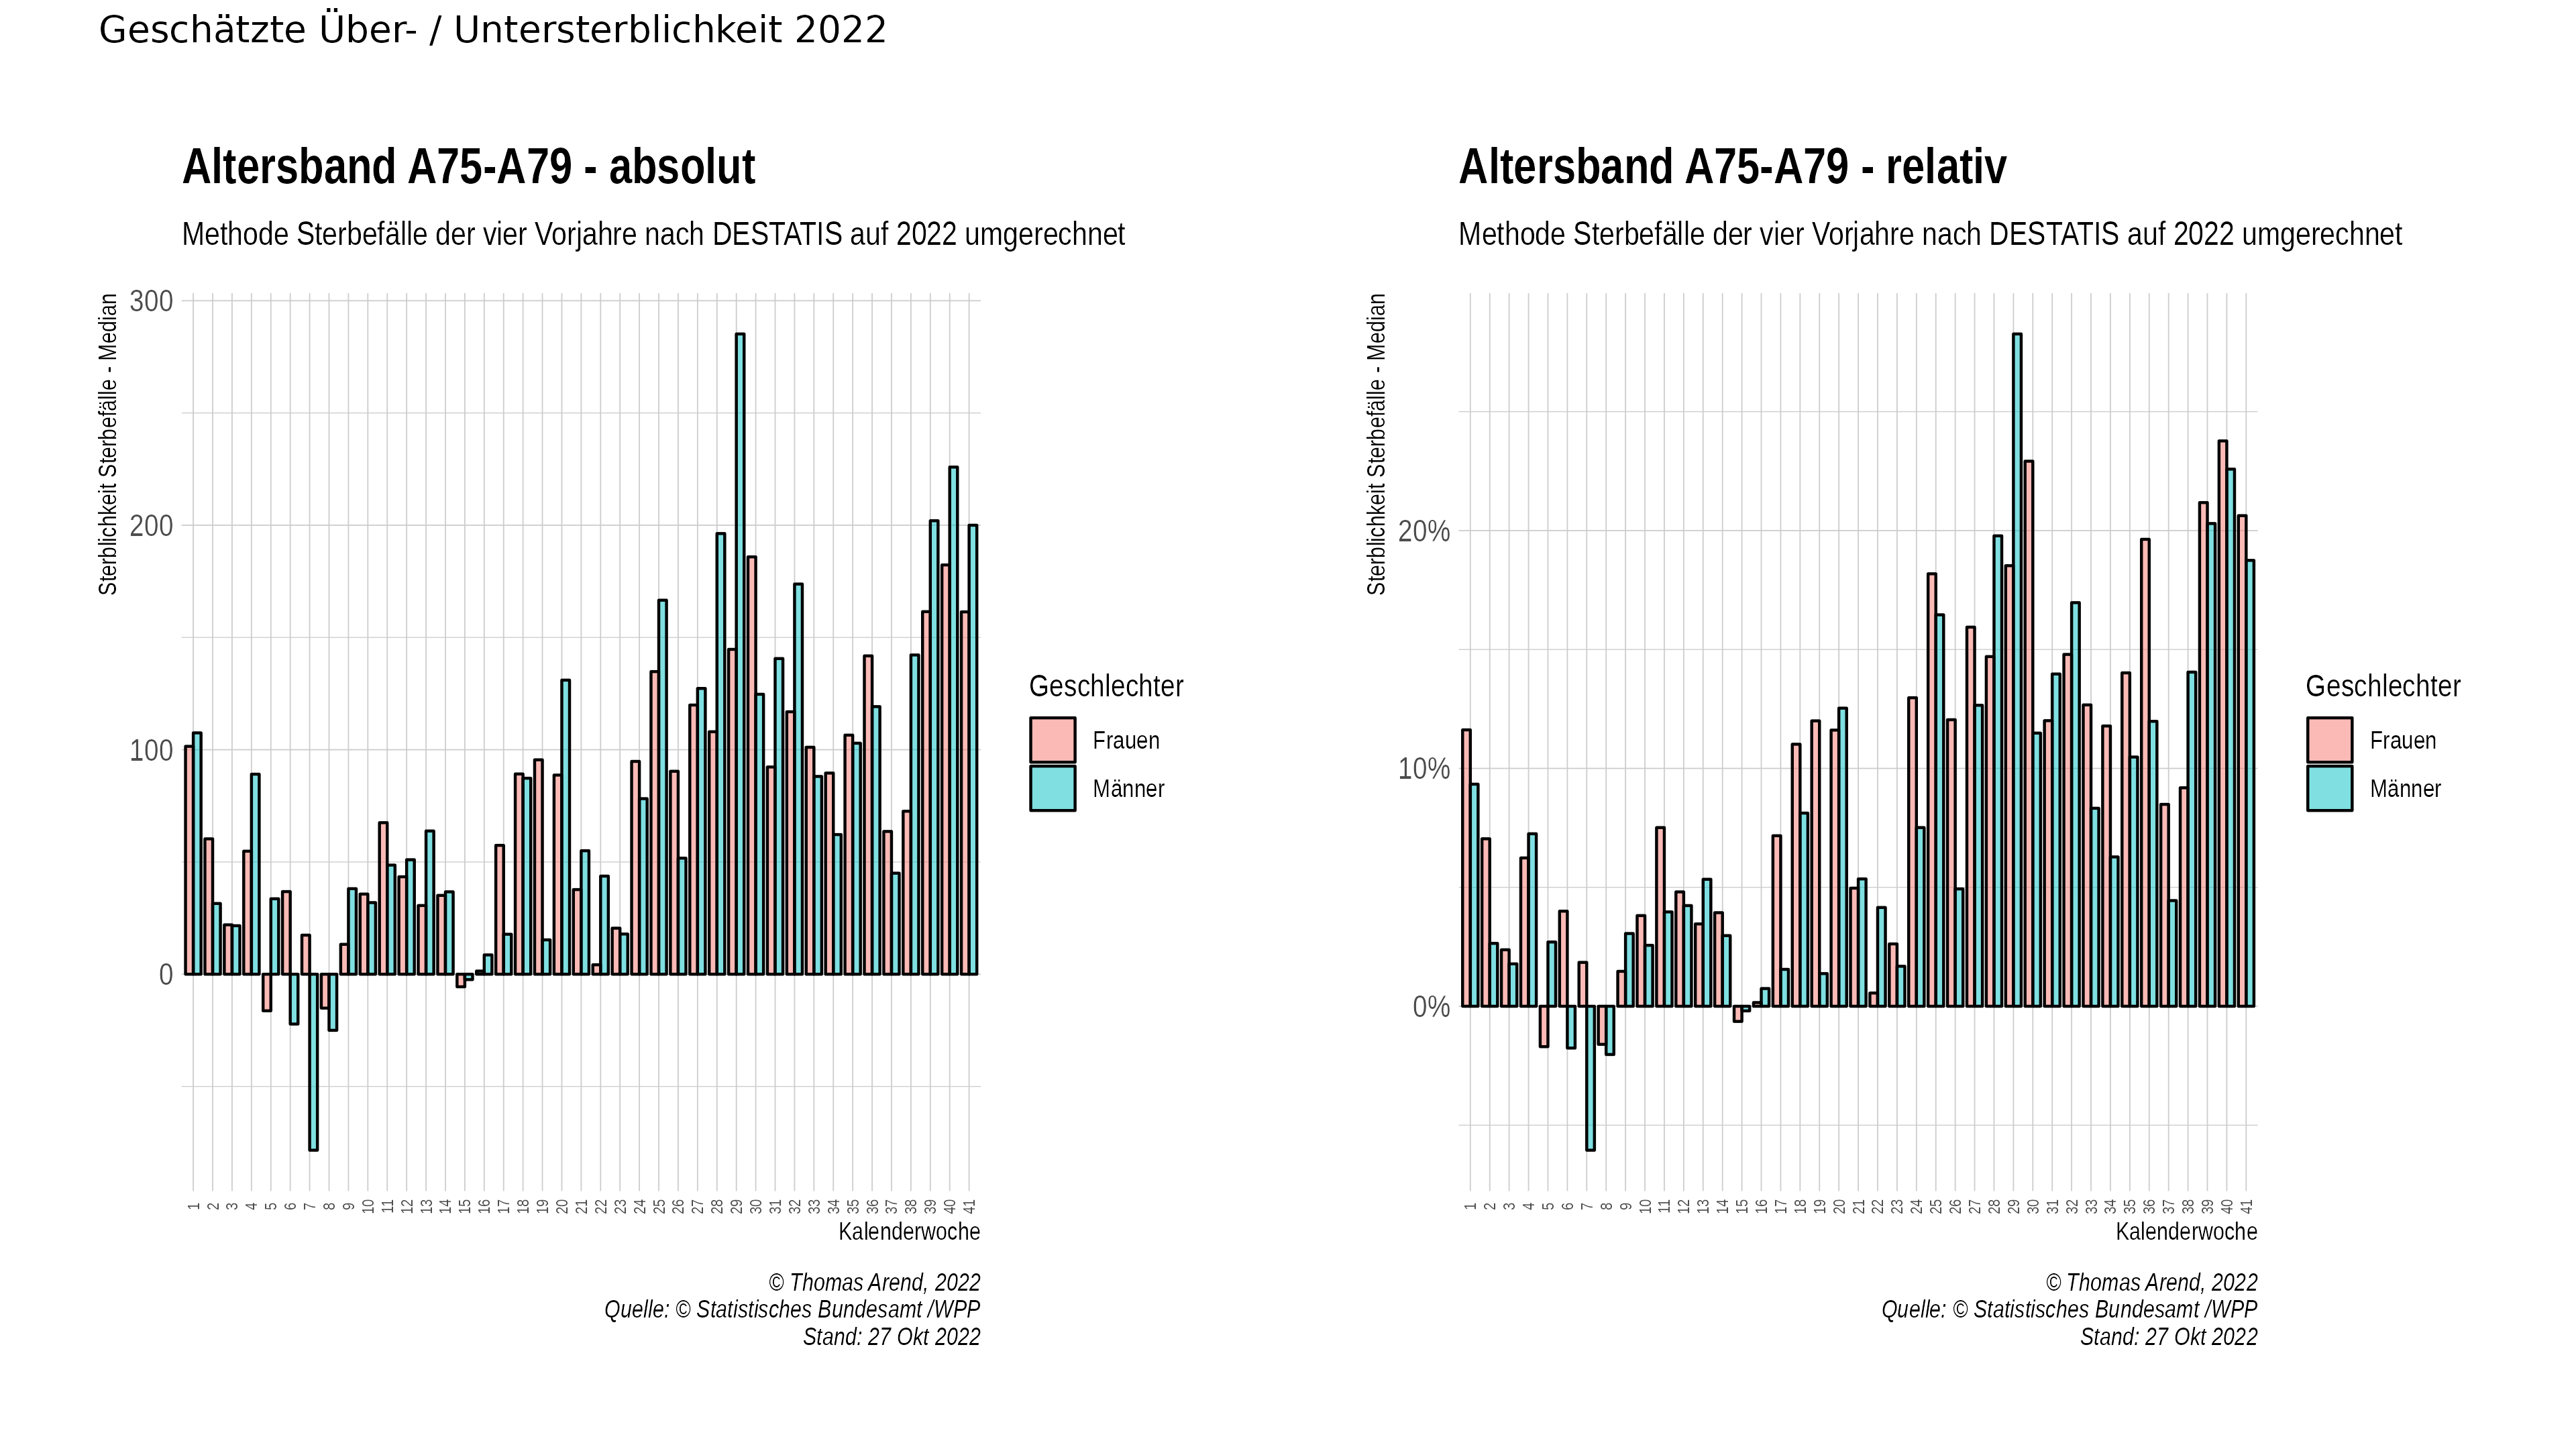 Geschätzte Über- / Untersterblichkeit 2022
Altersband A75-A79 - absolut
Methode Sterbefälle der vier Vorjahre nach DESTATIS auf 2022 umgerechnet
Sterblichkeit Sterbefälle - Median
300
200
100
0
1 2 3 4 5 6 7 8 9 10 11 12 13 14 15 16 17 18 19 20 21 22 23 24 25 26 27 28 29 30 31 32 33 34 35 36 37 38 39 40 41
Kalenderwoche
Geschlechter
Frauen
Männer
© Thomas Arend, 2022
Quelle: © Statistisches Bundesamt /WPP
Stand: 27 Okt 2022
Altersband A75-A79 - relativ
Methode Sterbefälle der vier Vorjahre nach DESTATIS auf 2022 umgerechnet
Sterblichkeit Sterbefälle - Median
20%
10%
0%
1 2 3 4 5 6 7 8 9 10 11 12 13 14 15 16 17 18 19 20 21 22 23 24 25 26 27 28 29 30 31 32 33 34 35 36 37 38 39 40 41
Kalenderwoche
Geschlechter
Frauen
Männer
© Thomas Arend, 2022
Quelle: © Statistisches Bundesamt /WPP
Stand: 27 Okt 2022